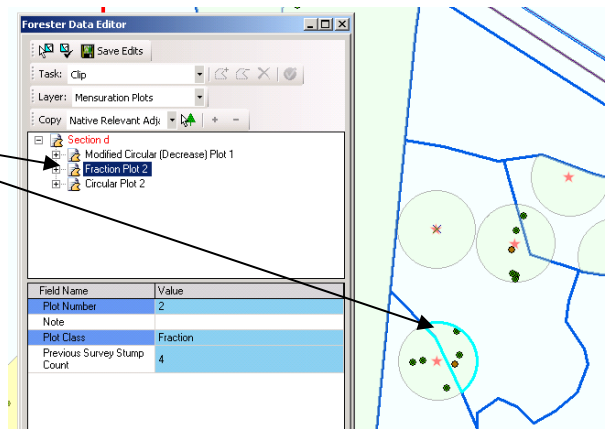 Forester Data Editor
Save Edits
Task: Clip
Layer: Mensuration Plots
Copy Native Relevant Adj
Section d
Modified Circular (Decrease) Plot 1
Fraction Plot 2
Circular Plot 2
Field Name Value
Plot Number 2
Note
Plot Class Fraction
Previous Survey Stump
Count 4